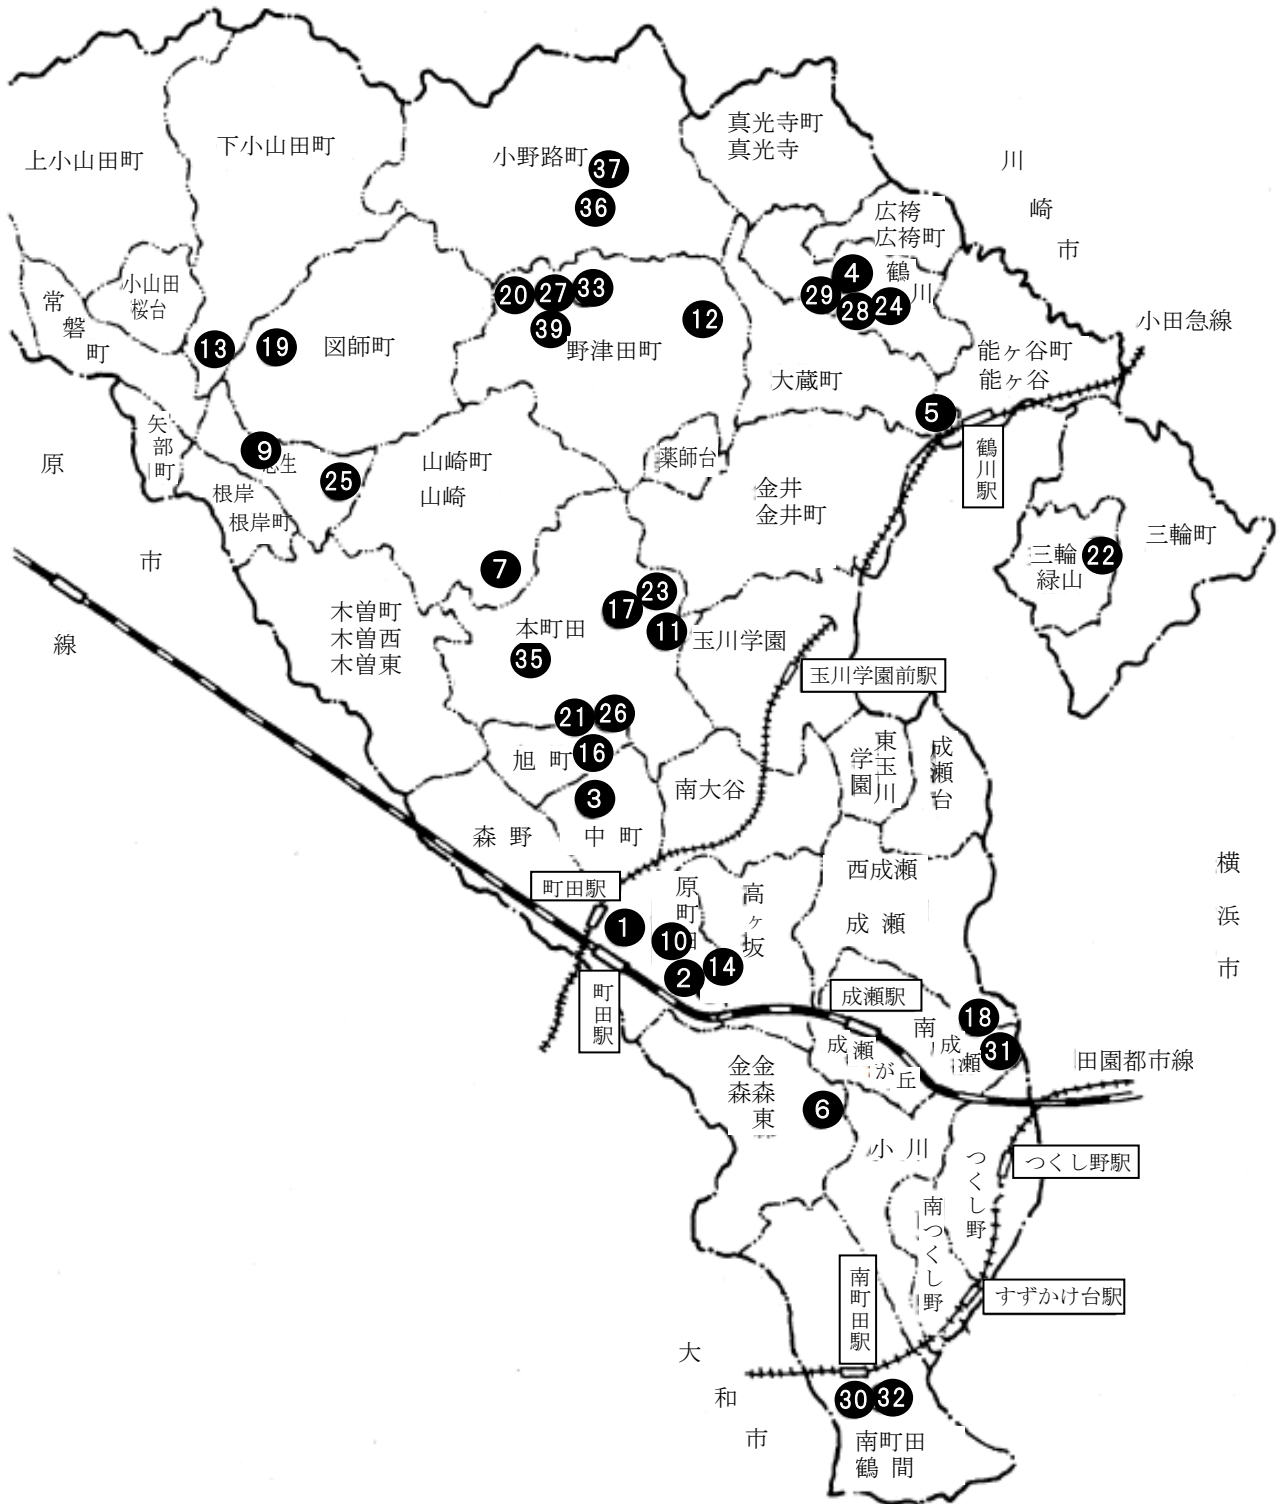 真光寺町
真光寺
上小山田町
下小山田町
小野路町
37
36
川崎市
広袴
広袴町
鶴川
4
29
28
24
小山田
桜台
常磐町
20
27
33
39
12
野津田町
13
19
図師町
小田急線
能ヶ谷町
能ヶ谷
大蔵町
5
鶴川駅
矢部町
原
市
線
9
生
25
根岸
根岸町
山崎町
山崎
薬師台
金井
金井町
三輪町
三輪
緑山
22
7
23
17
11
木曽町
木曽西
木曽東
本町田
35
玉川学園
玉川学園前駅
21
26
16
旭町
3
南大谷
東玉川
学園
成瀬台
森野
中町
横浜市
西成瀬
成瀬
町田駅
原町田
高ヶ坂
1
10
2
14
町田駅
成瀬駅
18
31
南成瀬
成瀬が丘
田園都市線
金森
金森東
6
小川
つくし野
つくし野駅
南つくし野
南町田駅
すずかけ台駅
大和市
30
32
南町田
鶴間